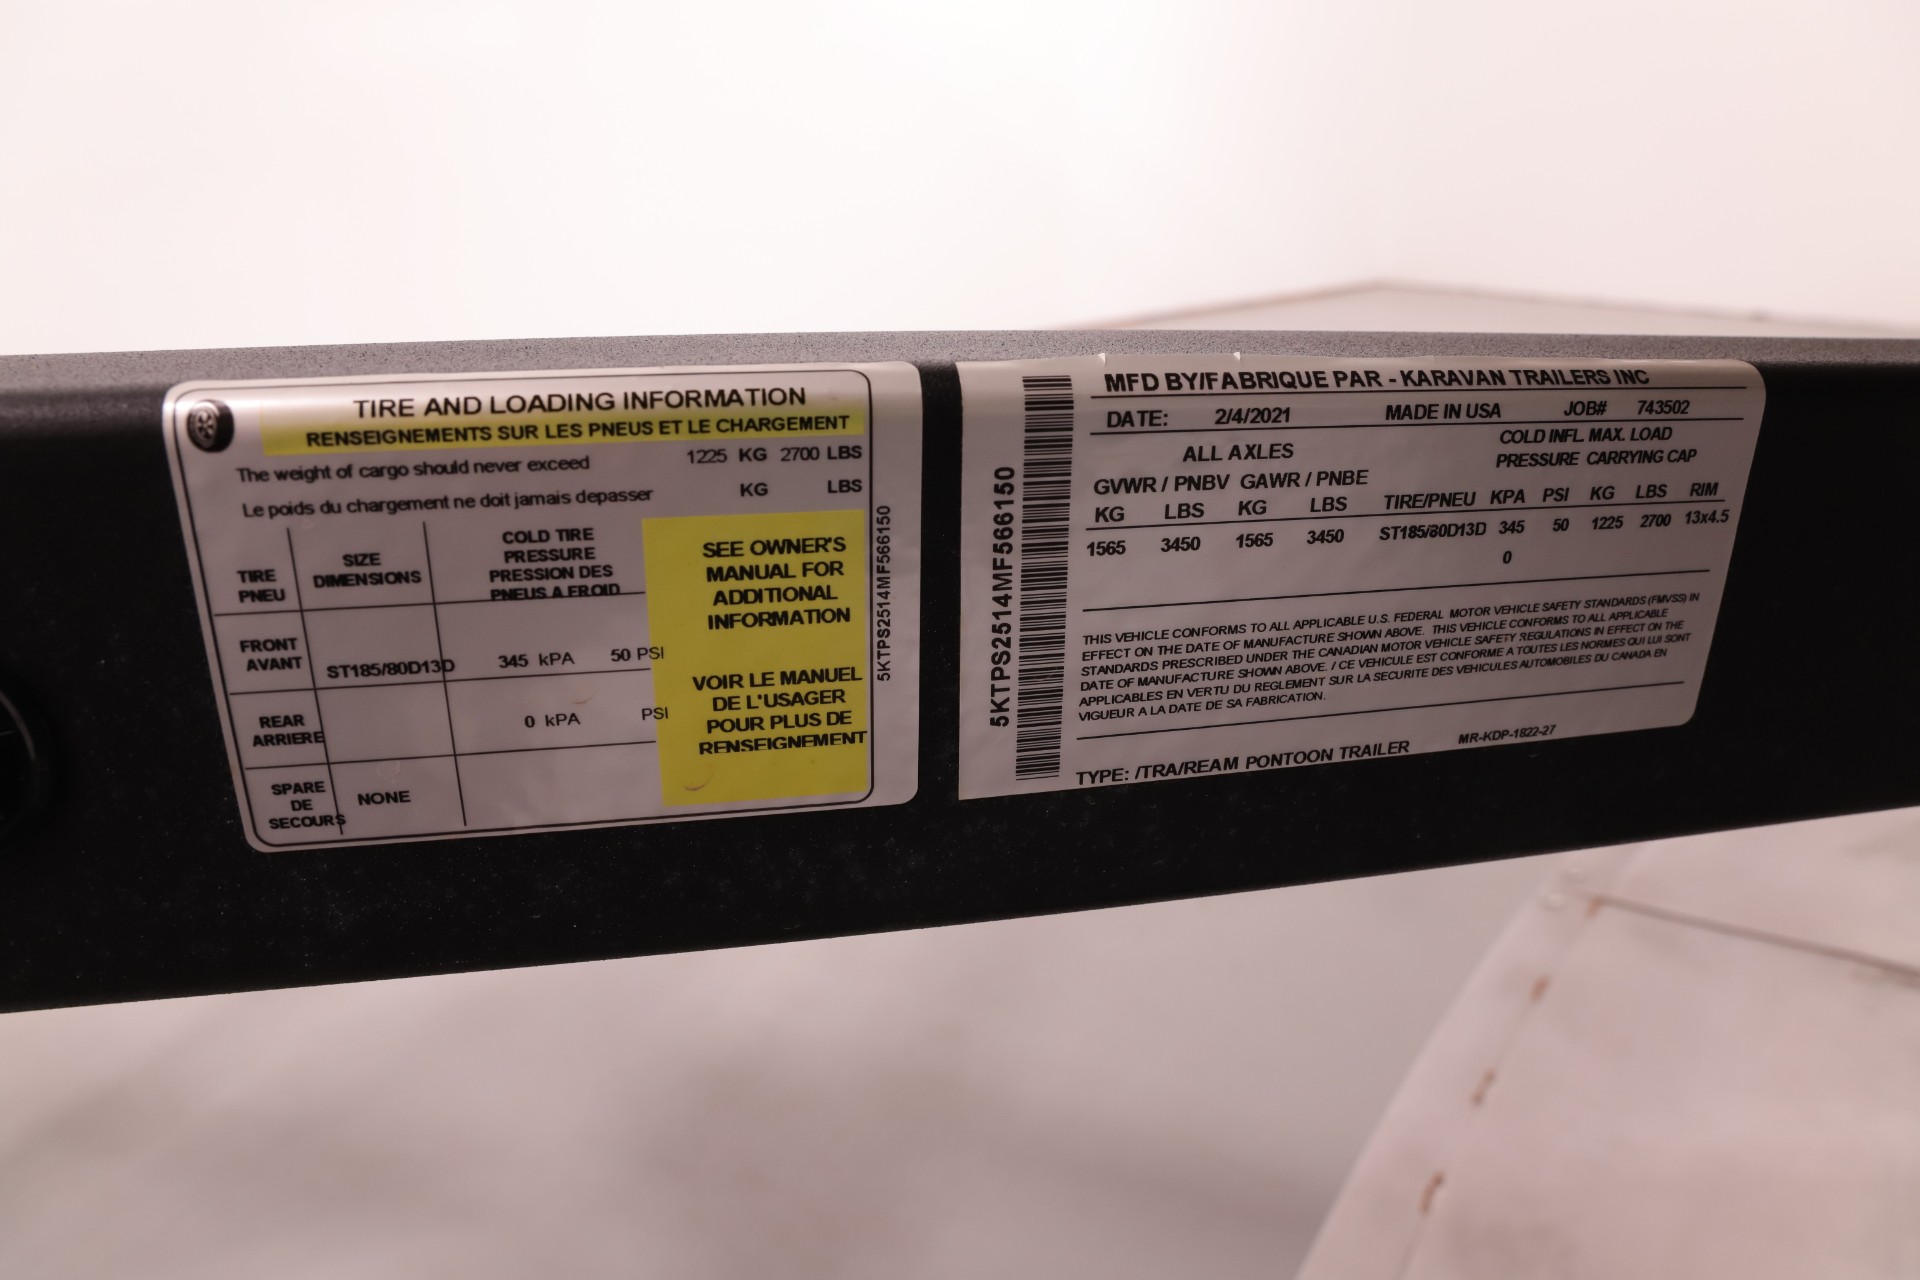 TIRE AND LOADING INFORMATION
RENSEIGNEMENTS SUR LES PNEUS ET LE CHARGEMENT
The weight of cargo should never exceed 1225 KG 2700 LBS
Le poids du chargement ne doit jamais depasser KG LBS
TIRE PNEU
SIZE DIMENSIONS
COLD TIRE
PRESSURE
PRESSION DES
PNEUS A FROID
FRONT AVANT ST185/80D13D 345 kPA 50 PSI
REAR ARRIERE 0 kPA PSI
SPARE DE SECOURS NONE
SEE OWNER'S
MANUAL FOR
ADDITIONAL
INFORMATION
VOIR LE MANUEL
DE L'USAGER
POUR PLUS DE
RENSEIGNEMENT
5KTPS2514MF566150
5KTPS2514MF566150
MFD BY/FABRIQUE PAR - KARAVAN TRAILERS INC
DATE: 2/4/2021 MADE IN USA JOB# 743502
ALL AXLES
COLD INFL. MAX. LOAD
PRESSURE CARRYING CAP
GVWR / PNBV GAWR / PNBE
KG LBS KG LBS TIRE/PNEU KPA PSI KG LBS RIM
1565 3450 1565 3450 ST185/80D13D 345 50 1225 2700 13x4.5
0
THIS VEHICLE CONFORMS TO ALL APPLICABLE U.S. FEDERAL MOTOR VEHICLE SAFETY STANDARDS (FMVSS) IN
EFFECT ON THE DATE OF MANUFACTURE SHOWN ABOVE. THIS VEHICLE CONFORMS TO ALL APPLICABLE
STANDARDS PRESCRIBED UNDER THE CANADIAN MOTOR VEHICLE SAFETY REGULATIONS IN EFFECT ON THE
DATE OF MANUFACTURE SHOWN ABOVE. / CE VEHICULE EST CONFORME A TOUTES LES NORMES QUI LUI SONT
APPLICABLES EN VERTU DU REGLEMENT SUR LA SECURITE DES VEHICULES AUTOMOBILES DU CANADA EN
VIGUEUR A LA DATE DE SA FABRICATION.
TYPE: /TRA/REAM PONTOON TRAILER MR-KDP-1822-27